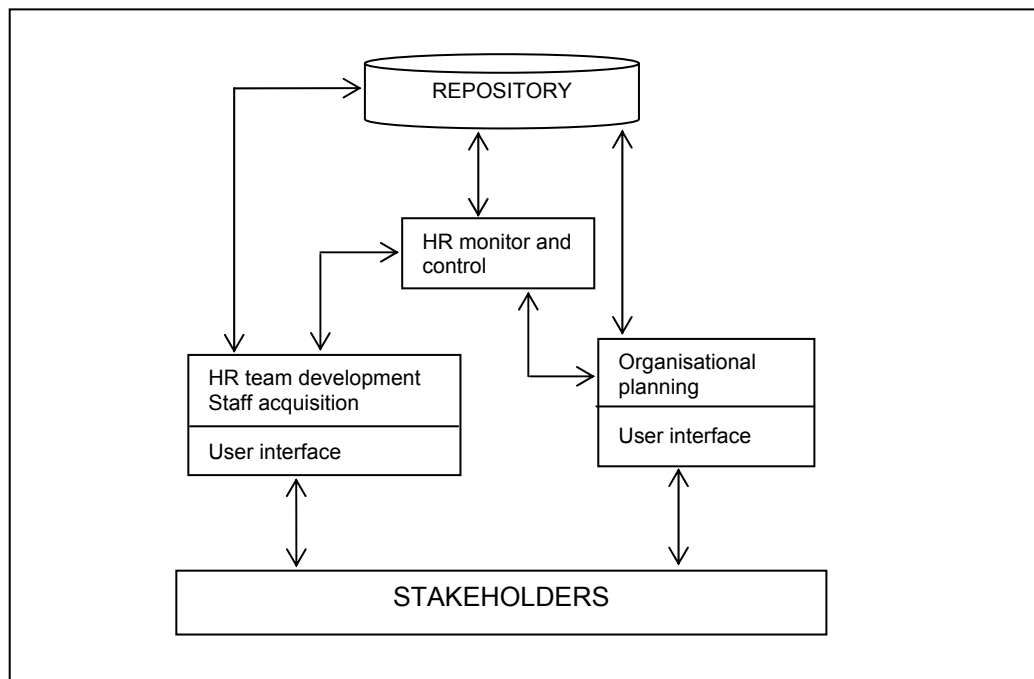 REPOSITORY
HR monitor and
control
HR team development
Staff acquisition
User interface
Organisational
planning
User interface
STAKEHOLDERS